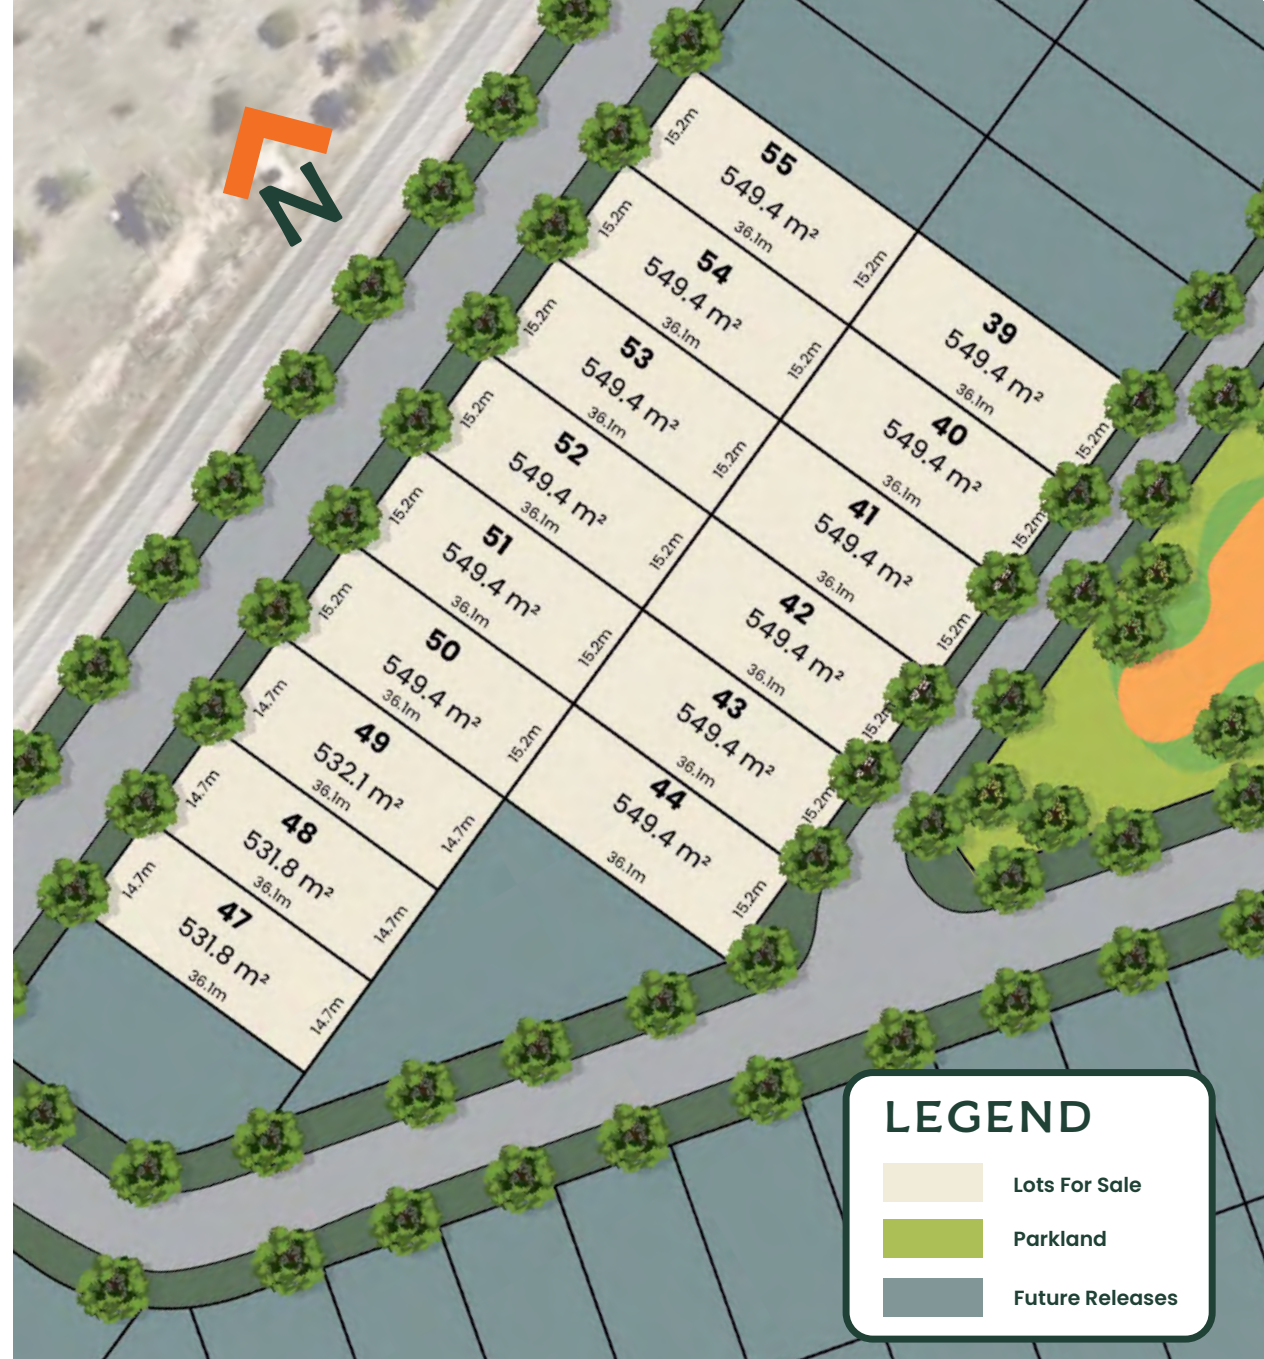 N
15.2m
55
549.4 m²
36.1m
15.2m
15.2m
54
549.4 m²
36.1m
15.2m
15.2m
53
549.4 m²
36.1m
15.2m
15.2m
52
549.4 m²
36.1m
15.2m
15.2m
51
549.4 m²
36.1m
15.2m
15.2m
50
549.4 m²
36.1m
15.2m
14.7m
49
532.1 m²
36.1m
14.7m
14.7m
48
531.8 m²
36.1m
14.7m
14.7m
47
531.8 m²
36.1m
14.7m
39
549.4 m²
36.1m
15.2m
40
549.4 m²
36.1m
15.2m
41
549.4 m²
36.1m
15.2m
42
549.4 m²
36.1m
15.2m
43
549.4 m²
36.1m
15.2m
44
549.4 m²
36.1m
15.2m
LEGEND
Lots For Sale
Parkland
Future Releases